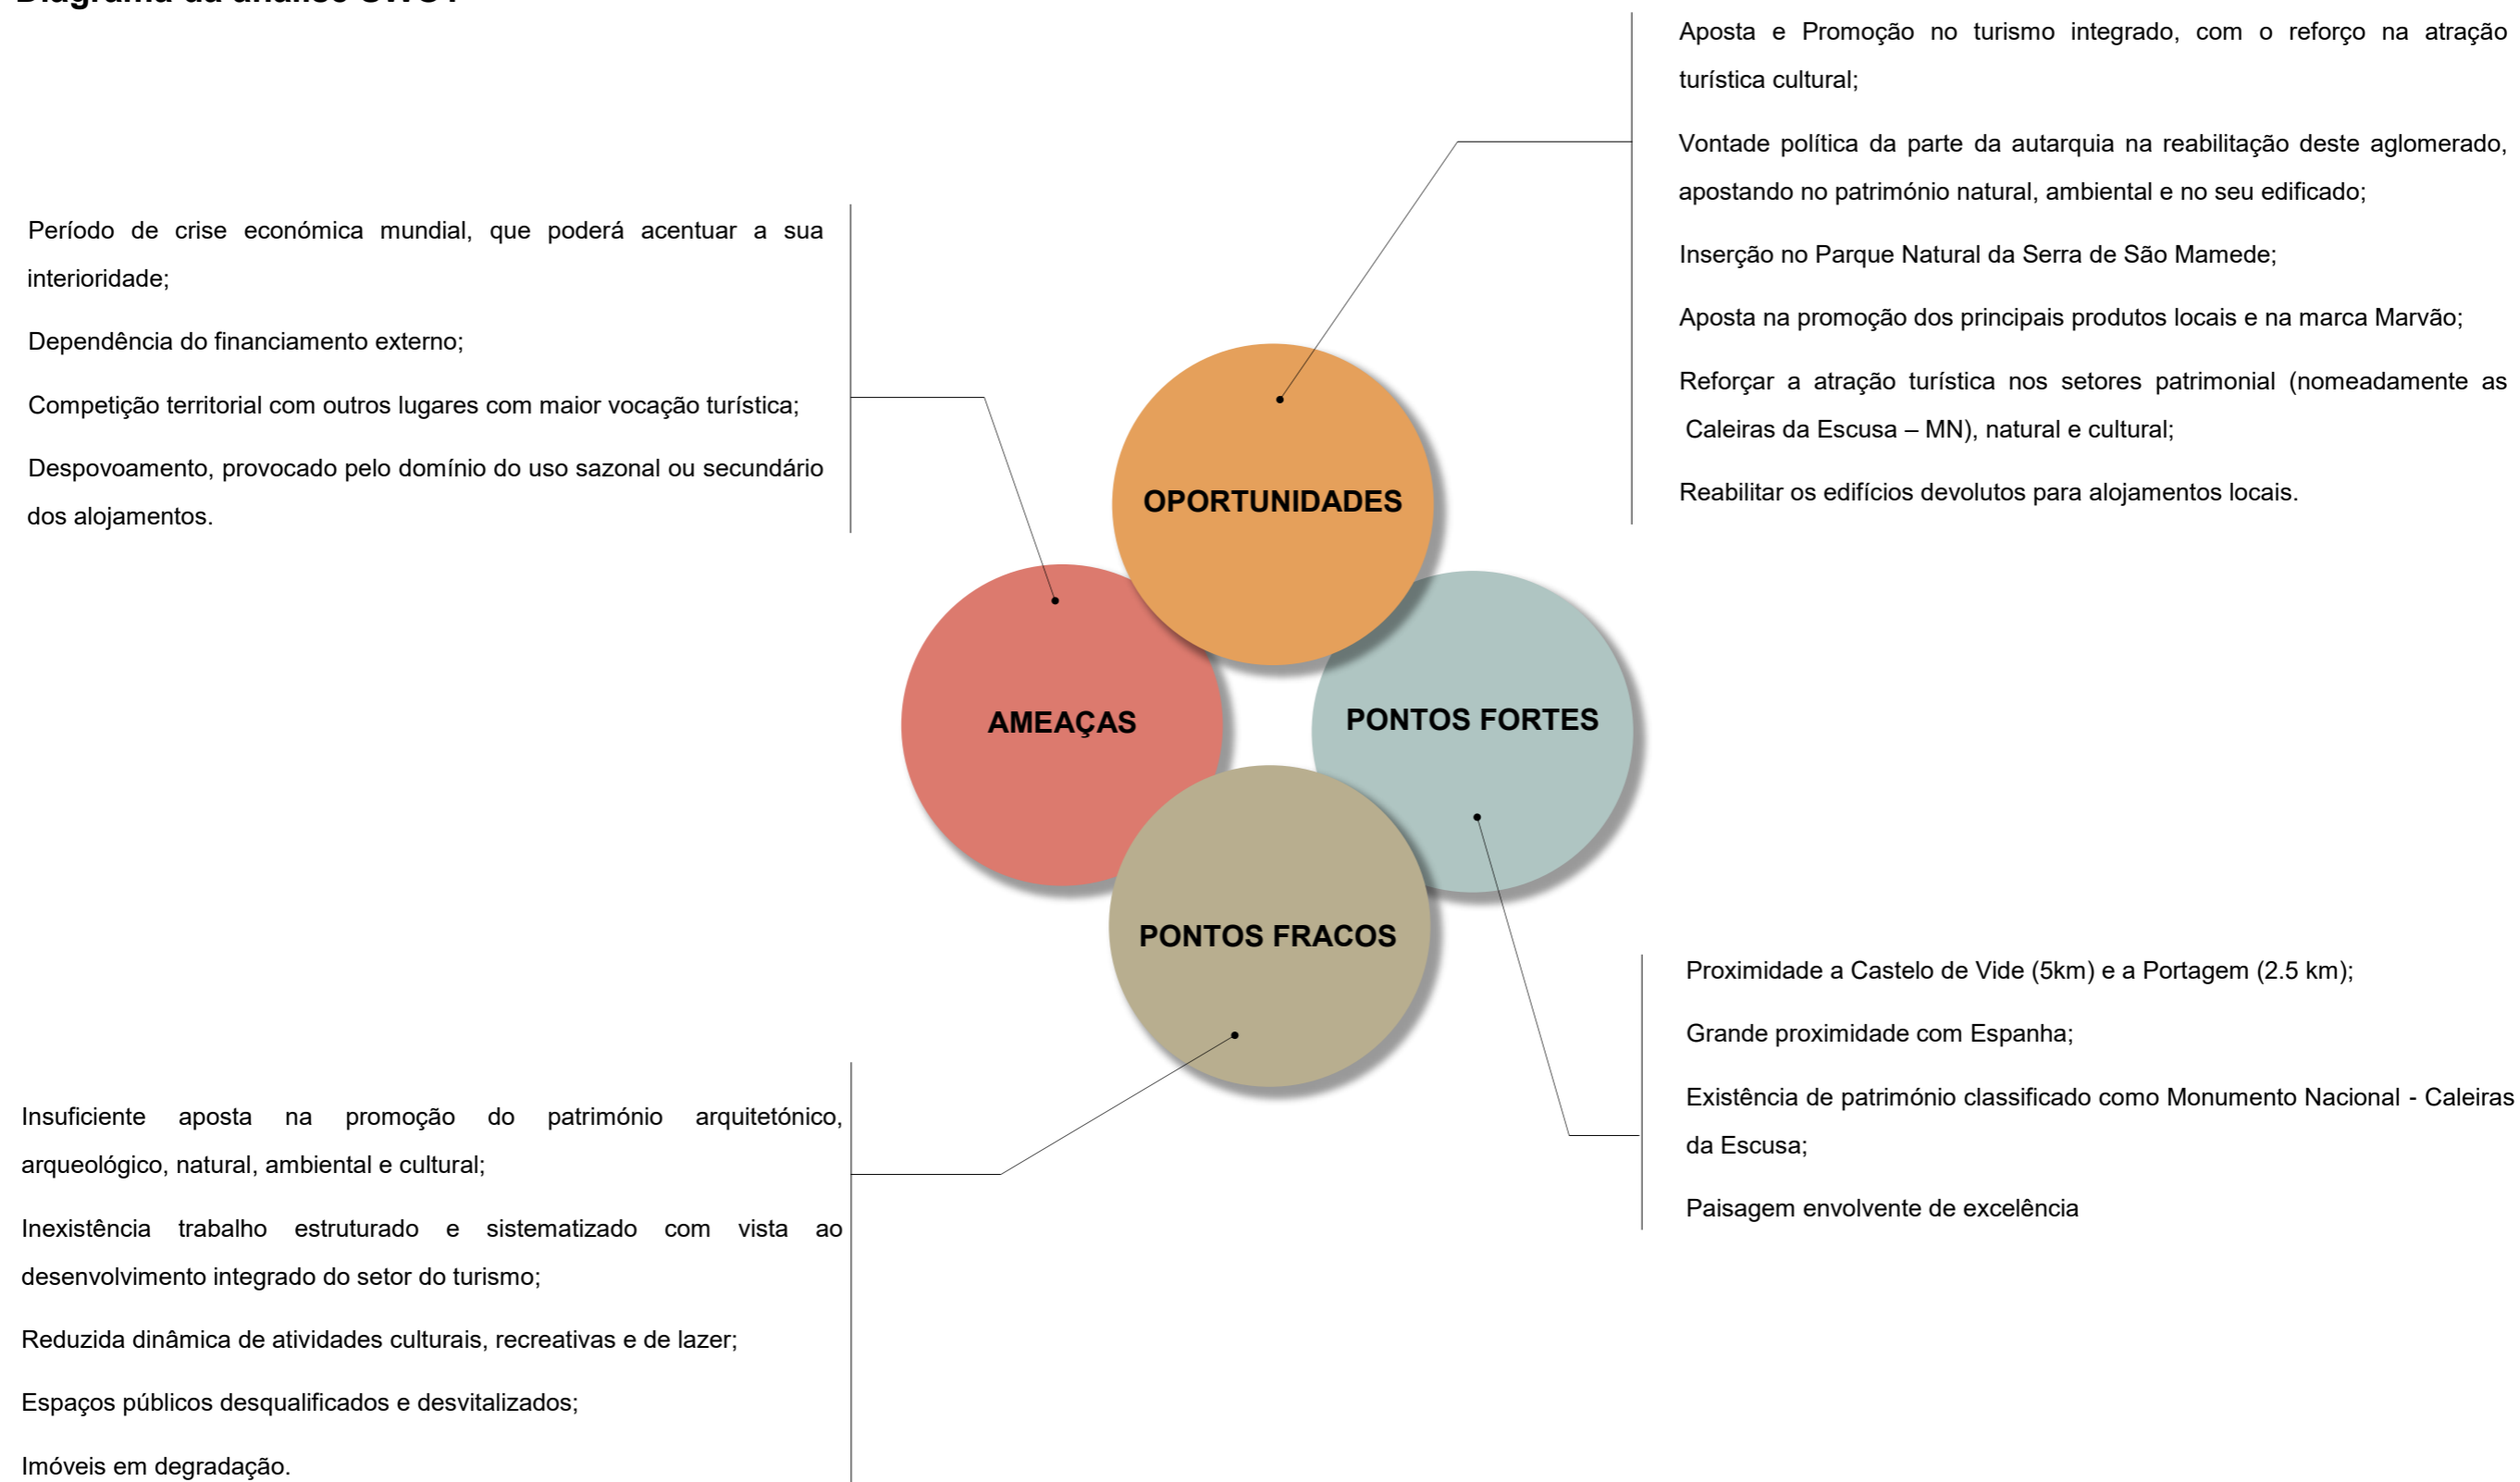 Diagrama da análise SWOT
Aposta e Promoção no turismo integrado, com o reforço na atração
turística cultural;
Vontade política da parte da autarquia na reabilitação deste aglomerado,
apostando no património natural, ambiental e no seu edificado;
Inserção no Parque Natural da Serra de São Mamede;
Aposta na promoção dos principais produtos locais e na marca Marvão;
Reforçar a atração turística nos setores patrimonial (nomeadamente as
Caleiras da Escusa – MN), natural e cultural;
Reabilitar os edifícios devolutos para alojamentos locais.
Período de crise económica mundial, que poderá acentuar a sua
interioridade;
Dependência do financiamento externo;
Competição territorial com outros lugares com maior vocação turística;
Despovoamento, provocado pelo domínio do uso sazonal ou secundário
dos alojamentos.
OPORTUNIDADES
AMEAÇAS
PONTOS FORTES
PONTOS FRACOS
Proximidade a Castelo de Vide (5km) e a Portagem (2.5 km);
Grande proximidade com Espanha;
Existência de património classificado como Monumento Nacional - Caleiras
da Escusa;
Paisagem envolvente de excelência
Insuficiente aposta na promoção do património arquitetónico,
arqueológico, natural, ambiental e cultural;
Inexistência trabalho estruturado e sistematizado com vista ao
desenvolvimento integrado do setor do turismo;
Reduzida dinâmica de atividades culturais, recreativas e de lazer;
Espaços públicos desqualificados e desvitalizados;
Imóveis em degradação.